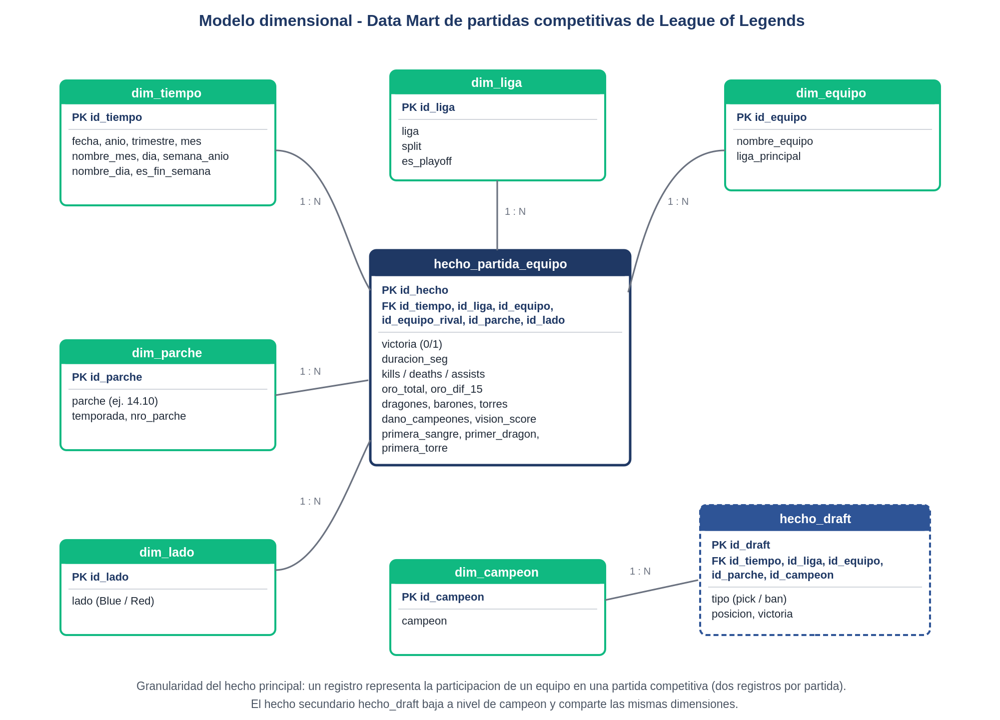 Modelo dimensional - Data Mart de partidas competitivas de League of Legends
dim_tiempo
PK id_tiempo
fecha, anio, trimestre, mes
nombre_mes, dia, semana_anio
nombre_dia, es_fin_semana
dim_liga
PK id_liga
liga
split
es_playoff
dim_equipo
PK id_equipo
nombre_equipo
liga_principal
1 : N
1 : N
1 : N
hecho_partida_equipo
PK id_hecho
FK id_tiempo, id_liga, id_equipo,
id_equipo_rival, id_parche, id_lado
victoria (0/1)
duracion_seg
kills / deaths / assists
oro_total, oro_dif_15
dragones, barones, torres
dano_campeones, vision_score
primera_sangre, primer_dragon,
primera_torre
dim_parche
PK id_parche
parche (ej. 14.10)
temporada, nro_parche
1 : N
1 : N
dim_lado
PK id_lado
lado (Blue / Red)
dim_campeon
PK id_campeon
campeon
1 : N
hecho_draft
PK id_draft
FK id_tiempo, id_liga, id_equipo,
id_parche, id_campeon
tipo (pick / ban)
posicion, victoria
Granularidad del hecho principal: un registro representa la participacion de un equipo en una partida competitiva (dos registros por partida).
El hecho secundario hecho_draft baja a nivel de campeon y comparte las mismas dimensiones.